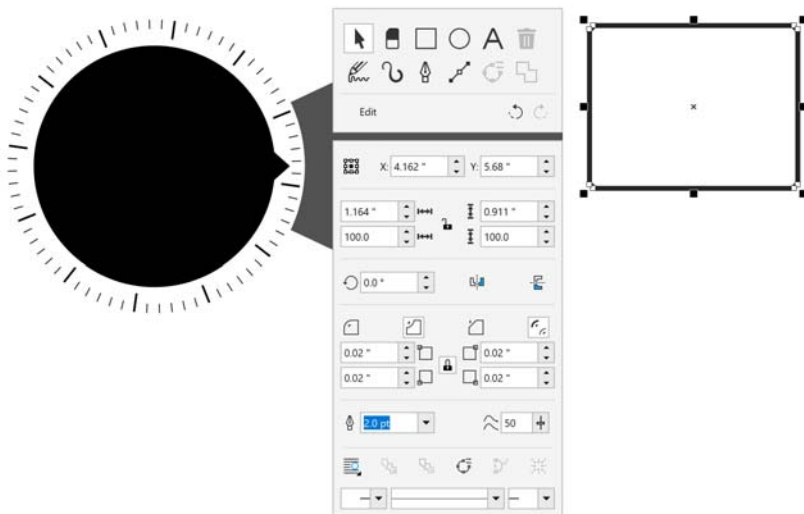 A
Edit
X: 4.162 " Y: 5.68 "
1.164 " 0.911 "
100.0 100.0
0.0 °
0.02 " 0.02 "
0.02 " 0.02 "
2.0 pt 50